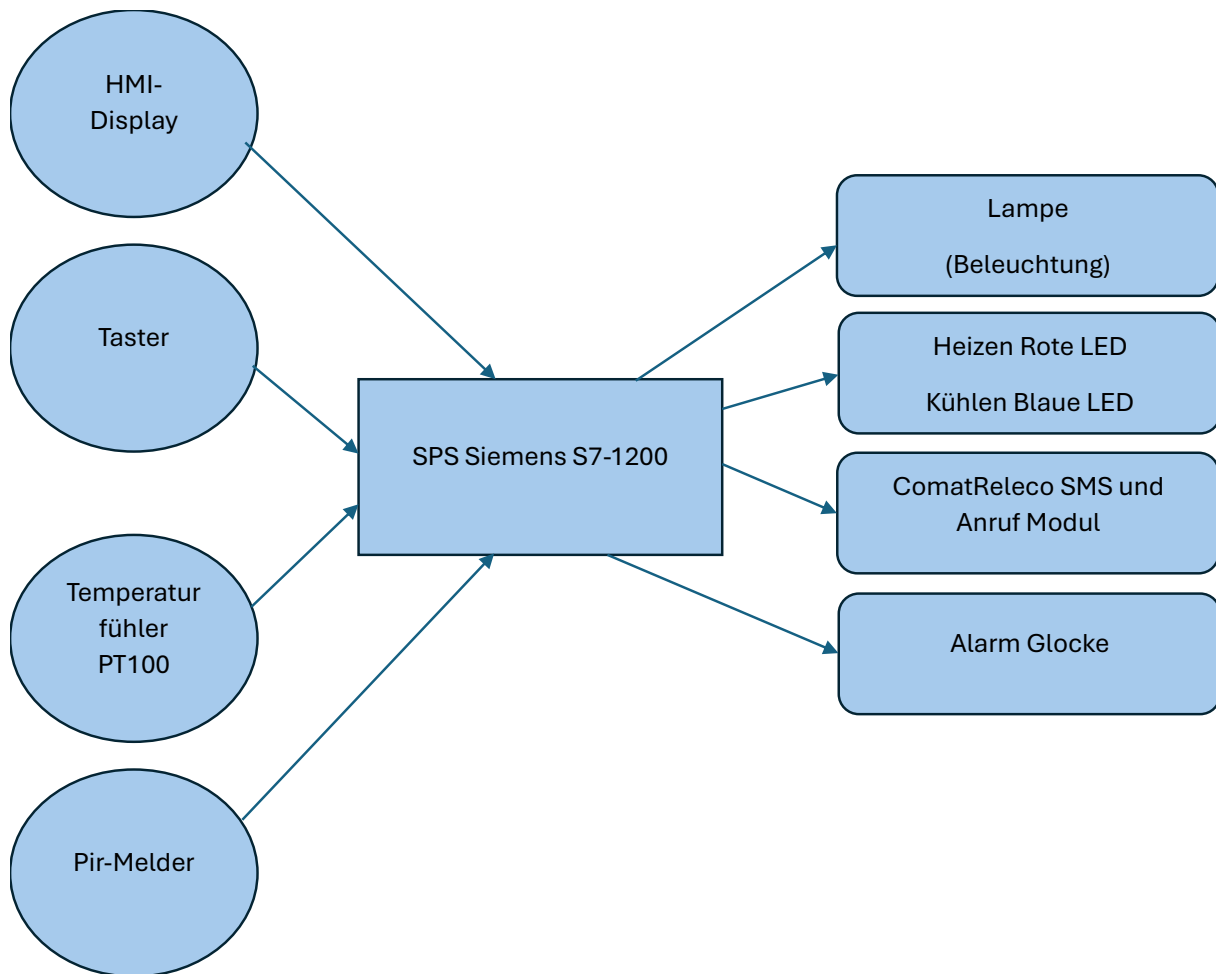 HMI-
Display
Taster
Temperatur
fühler
PT100
Pir-Melder
SPS Siemens S7-1200
Lampe
(Beleuchtung)
Heizen Rote LED
Kühlen Blaue LED
ComatReleco SMS und
Anruf Modul
Alarm Glocke